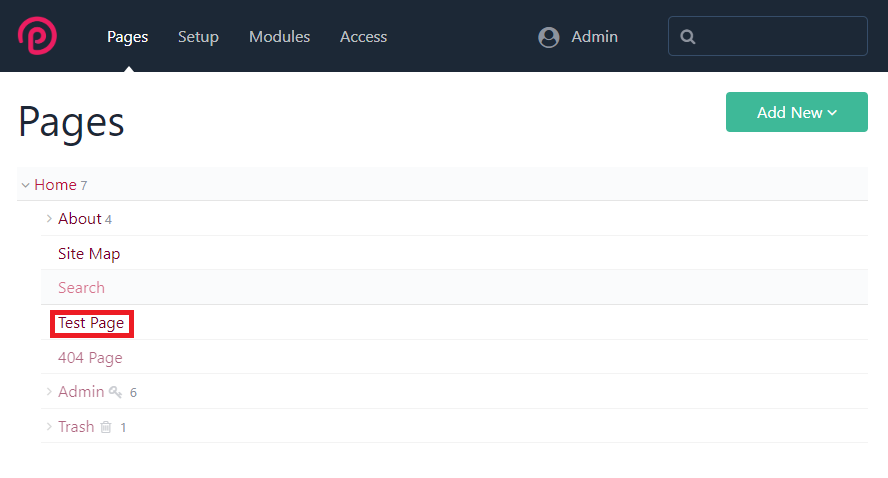 Pages Setup Modules Access Admin
Pages
Add New
Home 7
About 4
Site Map
Search
Test Page
404 Page
Admin 6
Trash 1